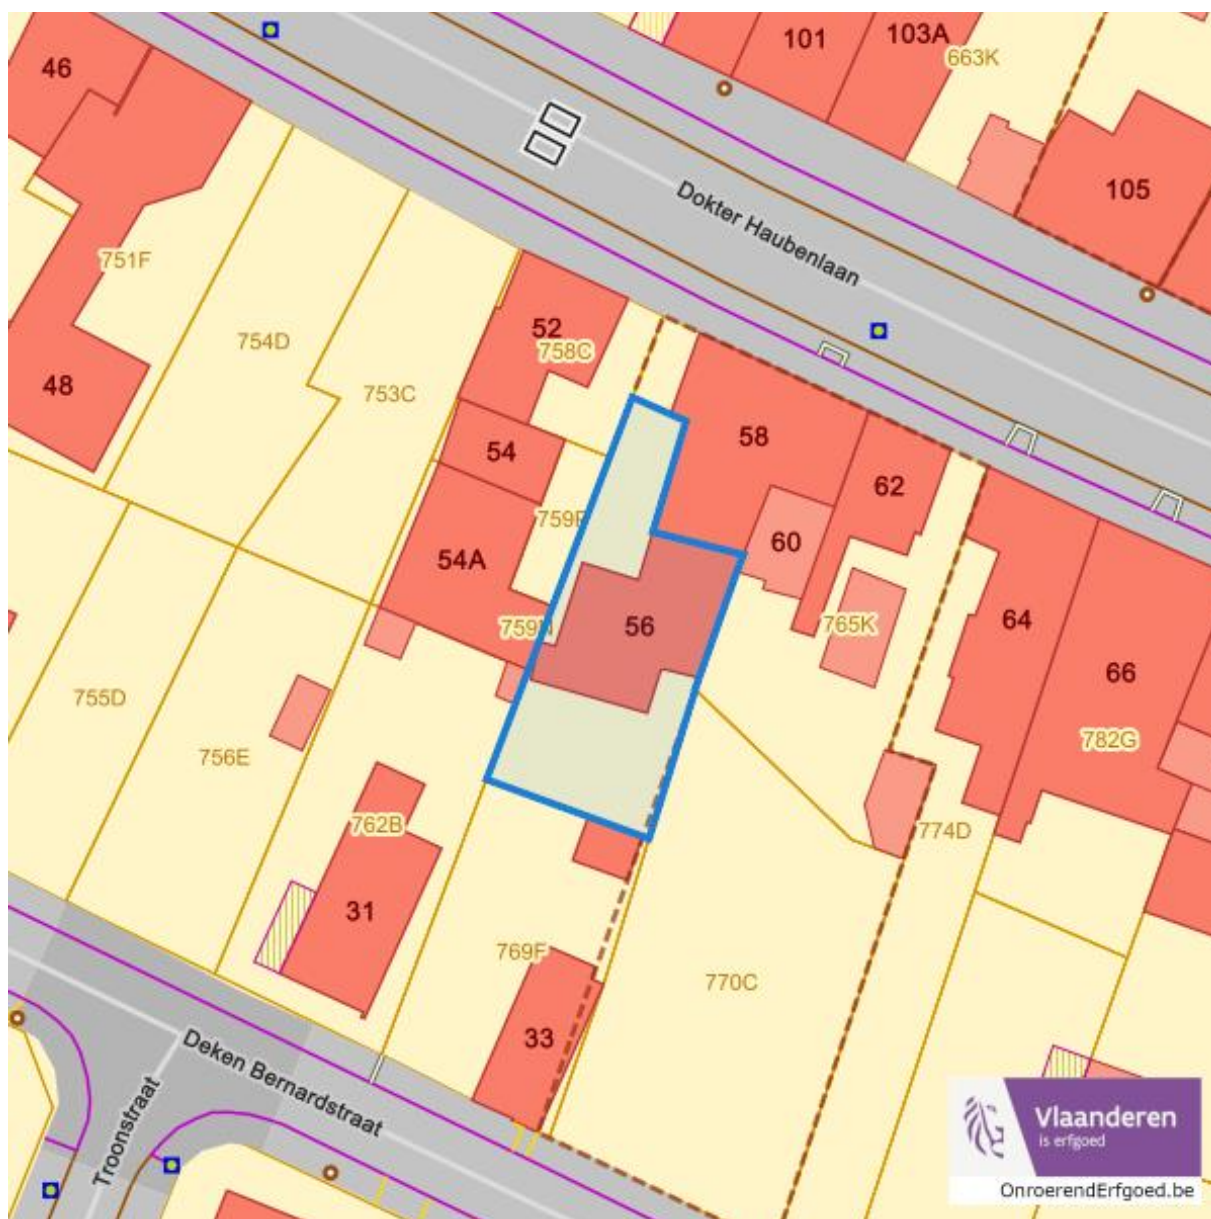 46
101
103A
663K
105
Dokter Haubenlaan
751F
754D
753C
52
758C
48
54
58
62
60
54A
56
765K
64
66
755D
756E
782G
762B
774D
31
769F
770C
33
Deken Bernardstraat
Troonstraat
Vlaanderen
is erfgoed
OnroerendErfgoed.be